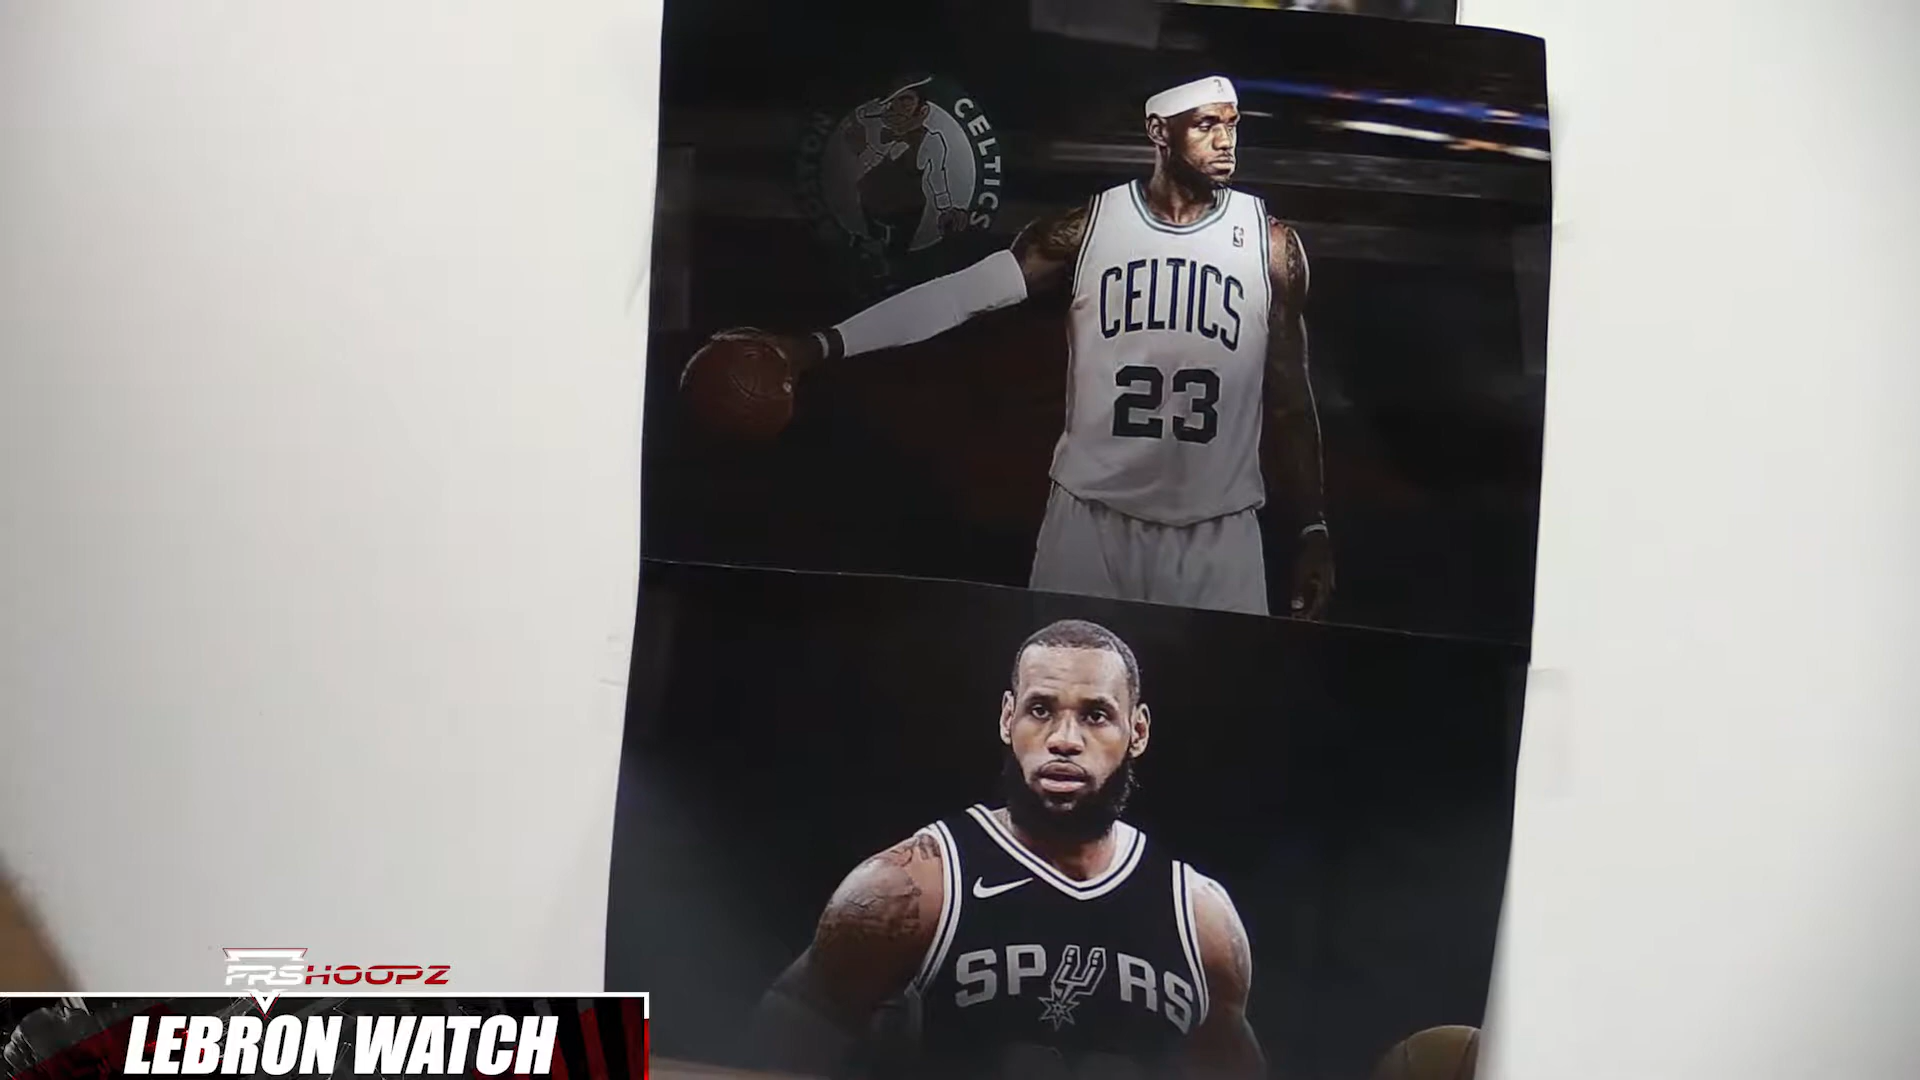 BOSTON
CELTICS
CELTICS
23
SPURS
FRSHOOPZ
LEBRON WATCH